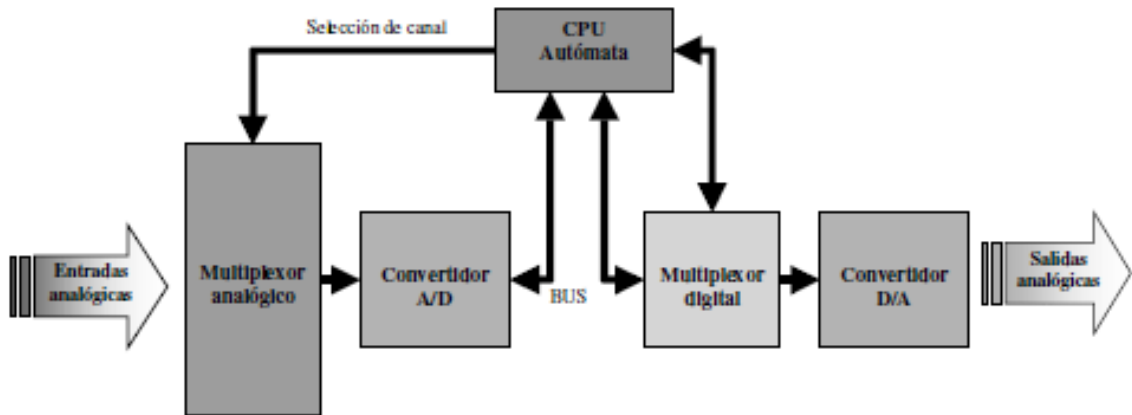 Selección de canal
CPU
Autómata
Entradas
analógicas
Multiplexor
analógico
Convertidor
A/D
BUS
Multiplexor
digital
Convertidor
D/A
Salidas
analógicas